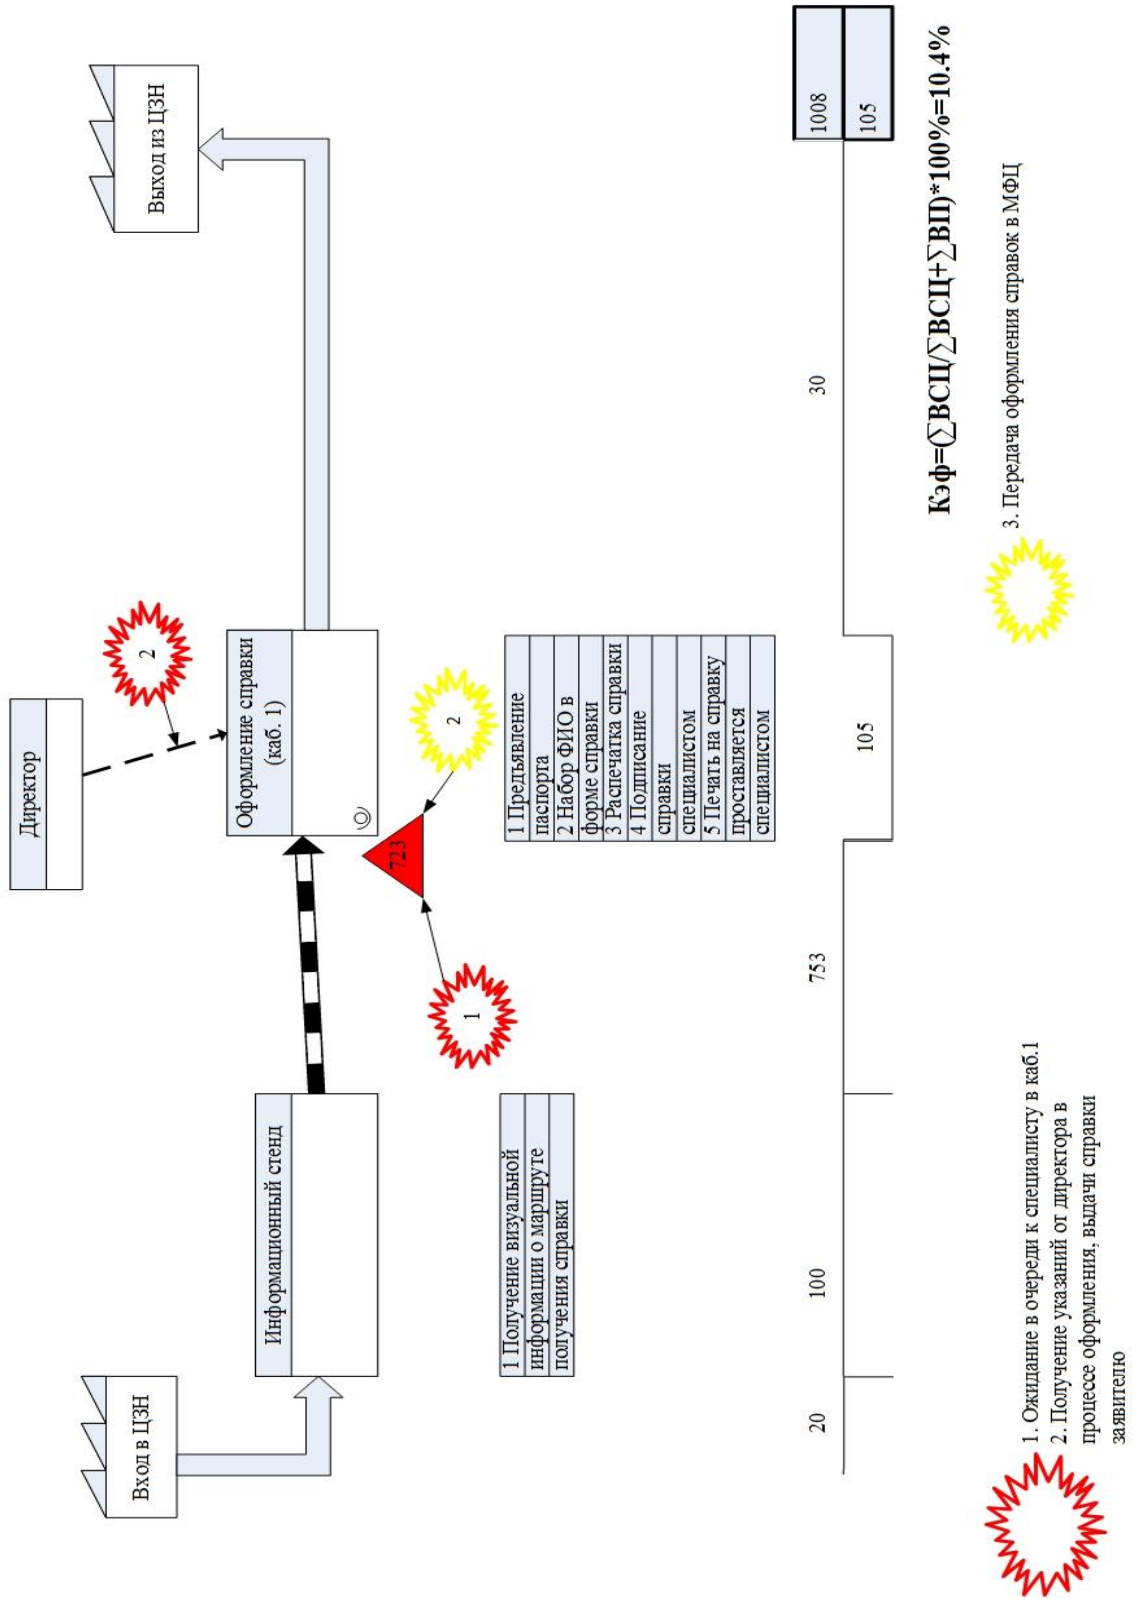 Директор
2
Вход в ЦЗН
Информационный стенд
Оформление справки
(каб. 1)
Выход из ЦЗН
723
1
2
1 Получение визуальной
информации о маршруте
получения справки
1 Предъявление
паспорта
2 Набор ФИО в
форме справки
3 Распечатка справки
4 Подписание
справки
специалистом
5 Печать на справку
проставляется
специалистом
20
100
753
105
30
1008
105
Кэф=(∑ВСЦ/∑ВСЦ+∑ВП)*100%=10.4%
1. Ожидание в очереди к специалисту в каб.1
2. Получение указаний от директора в
процессе оформления, выдачи справки
заявителю
3. Передача оформления справок в МФЦ